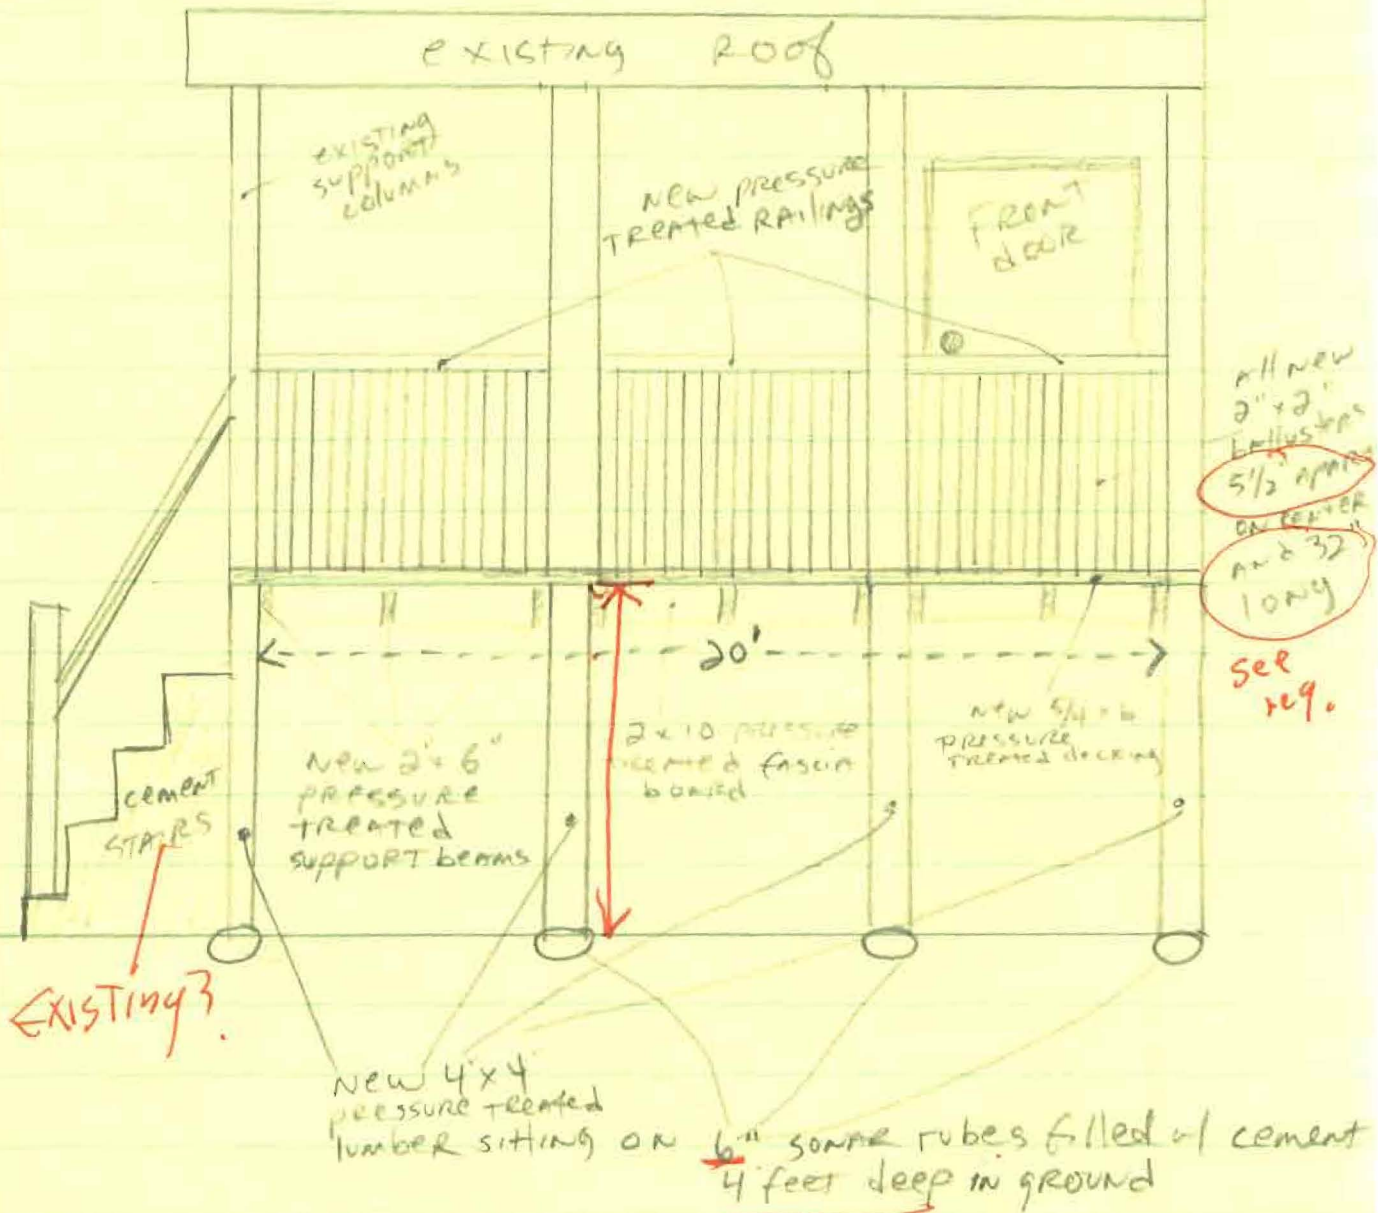 existing Roof
existing
support
columns
New pressure
Treated Railings
FRONT
dooR
All New
2" x 2"
ballusters
5 1/2" APART
ON CENTER
And 32"
long
see
reg.
20'
New 2" x 6"
pressure
treated
support beams
2 x 10 pressure
treated fascia
board
New 5/4 x 6
pressure
treated decking
cement
STAIRS
EXISTing?
New 4" x 4"
pressure treated
lumber sitting on 6" sonar tubes filled w/ cement
4 feet deep in ground